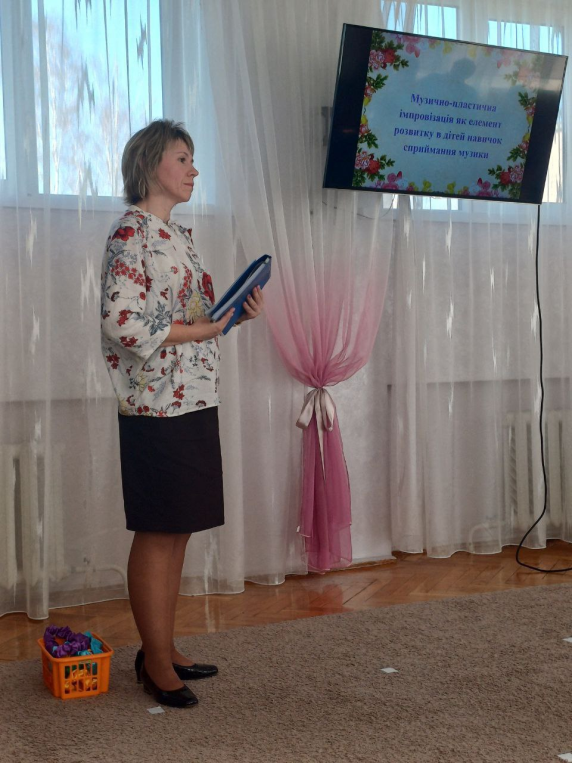 Музично-пластична
імпровізація як елемент
розвитку в дітей навичок
сприймання музики